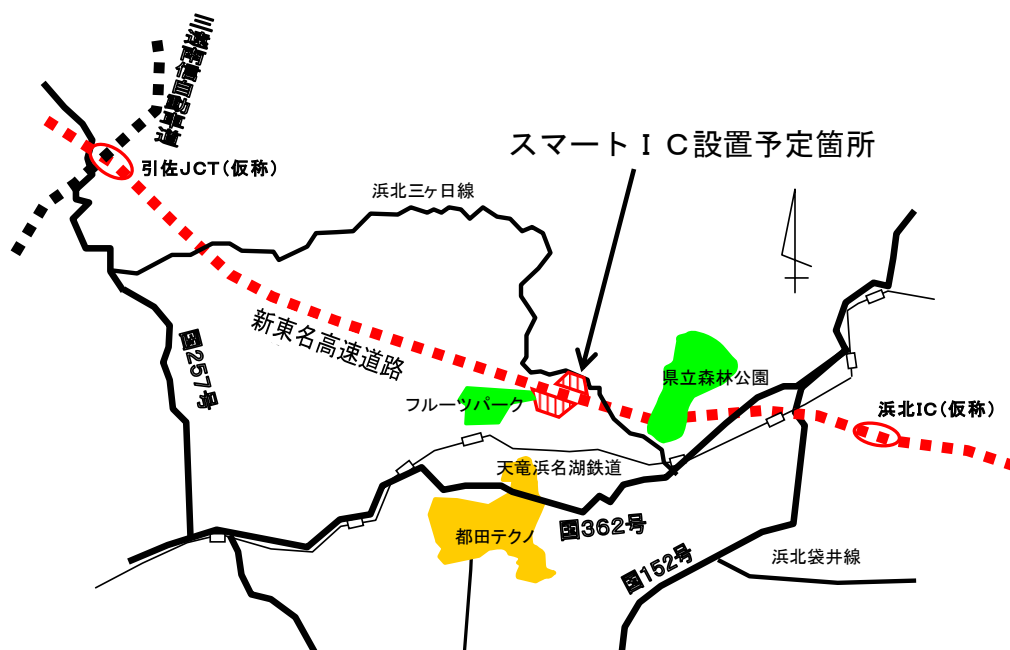 三遠南信自動車道
スマートＩＣ設置予定箇所
引佐JCT(仮称)
浜北三ヶ日線
新東名高速道路
国257号
県立森林公園
フルーツパーク
浜北IC(仮称)
天竜浜名湖鉄道
国362号
都田テクノ
国152号
浜北袋井線